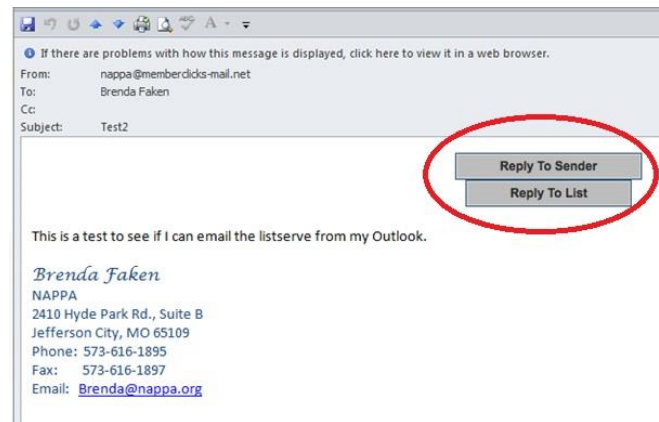 If there are problems with how this message is displayed, click here to view it in a web browser.
From: nappa@memberclicks-mail.net
To: Brenda Faken
Cc:
Subject: Test2
Reply To Sender
Reply To List
This is a test to see if I can email the listserve from my Outlook.
Brenda Faken
NAPPA
2410 Hyde Park Rd., Suite B
Jefferson City, MO 65109
Phone: 573-616-1895
Fax: 573-616-1897
Email: Brenda@nappa.org